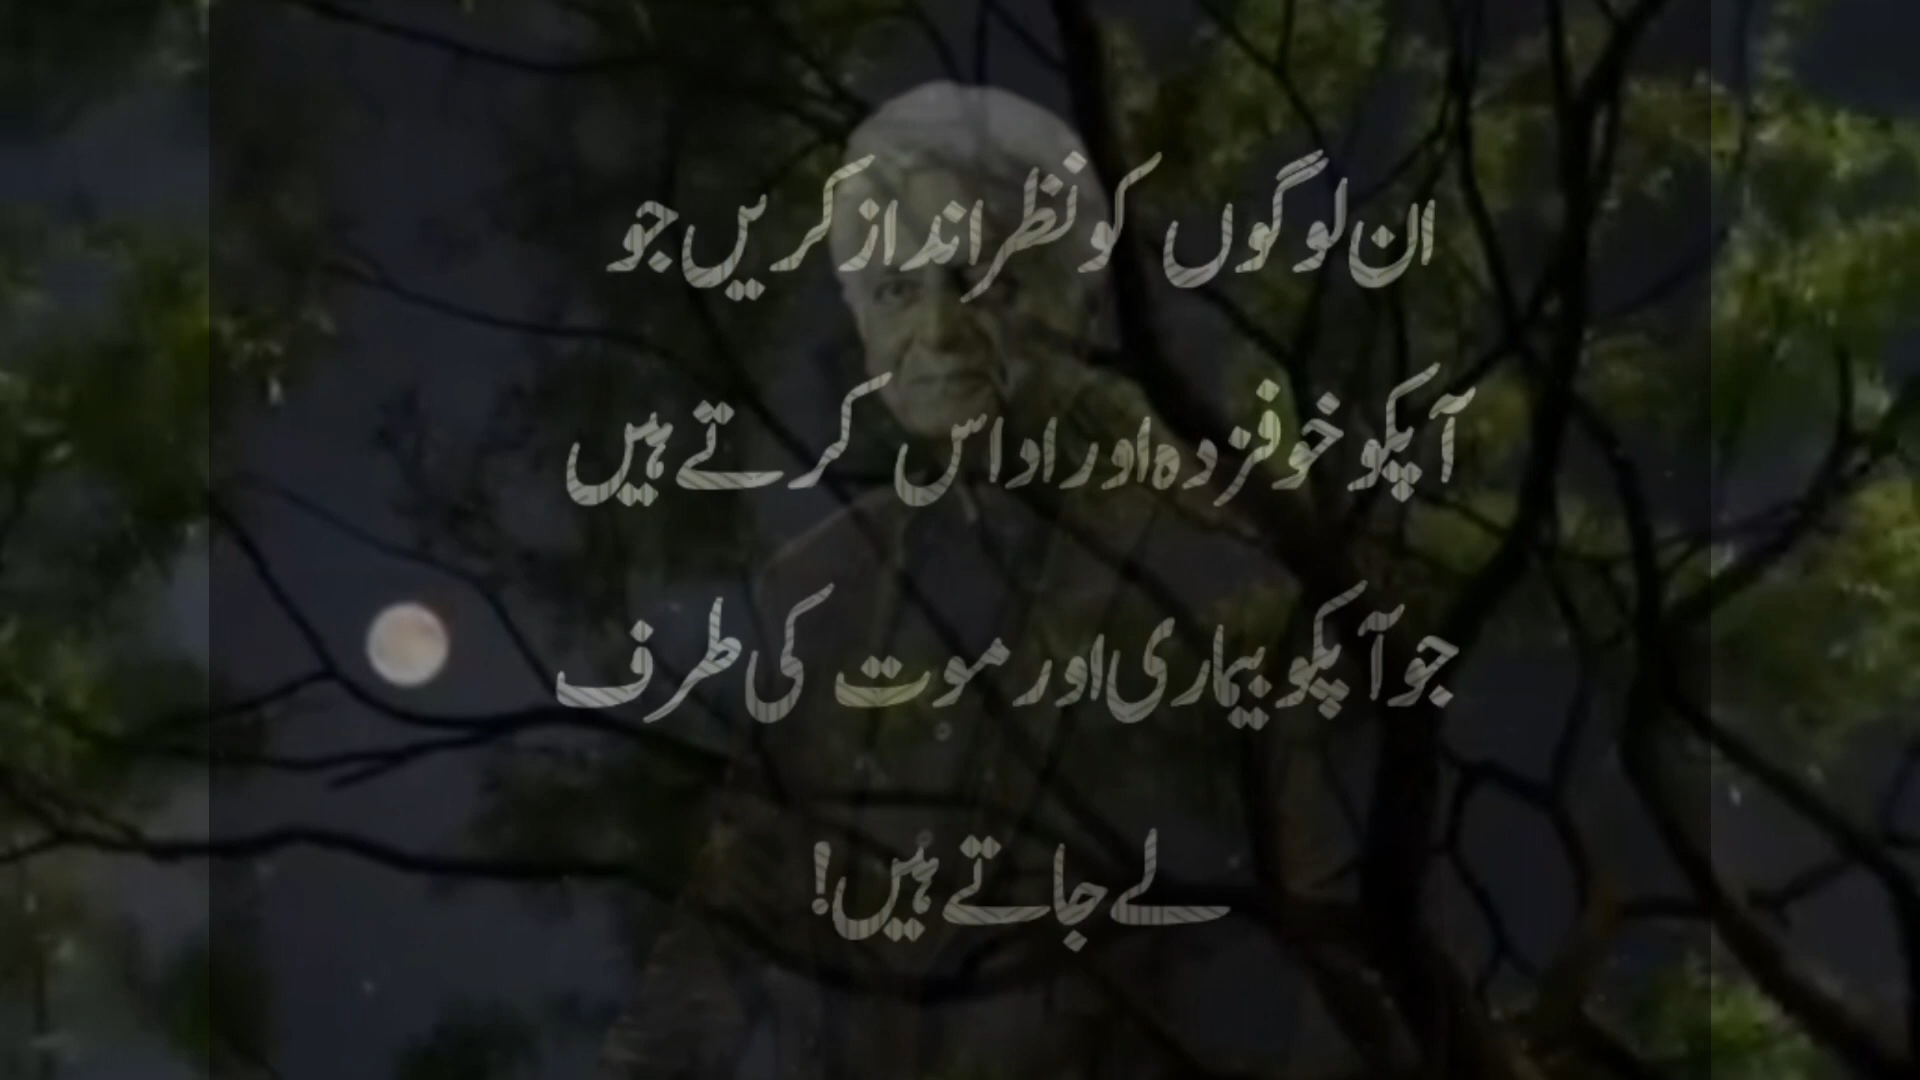 ان لوگوں کو نظر انداز کریں جو
آپکو خوفزدہ اور اداس کرتے ہیں
جو آپکو بیماری اور موت کی طرف
لے جاتے ہیں!